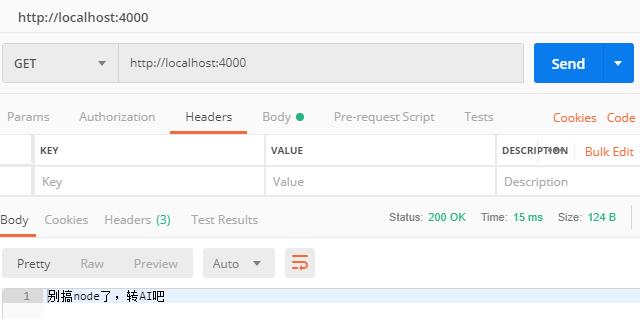 http://localhost:4000
GET
http://localhost:4000
Send
Params Authorization Headers Body Pre-request Script Tests Cookies Code
KEY VALUE DESCRIPTION Bulk Edit
Key Value Description
Body Cookies Headers (3) Test Results Status: 200 OK Time: 15 ms Size: 124 B
Pretty Raw Preview Auto
1 别搞node了，转AI吧